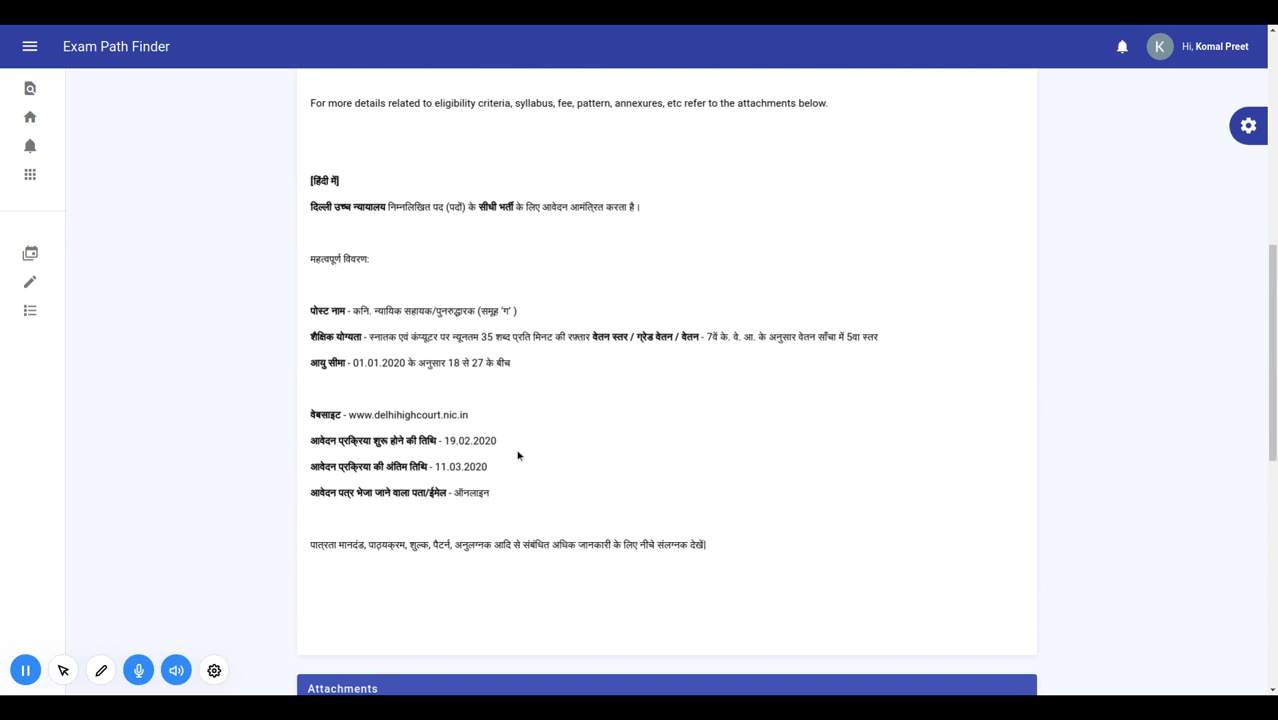 Exam Path Finder
K
Hi, Komal Preet
For more details related to eligibility criteria, syllabus, fee, pattern, annexures, etc refer to the attachments below.
[हिंदी में]
दिल्ली उच्च न्यायालय निम्नलिखित पद (पदों) के सीधी भर्ती के लिए आवेदन आमंत्रित करता है।
महत्वपूर्ण विवरण:
पोस्ट नाम - कनि. न्यायिक सहायक/पुनरुद्धारक (समूह 'ग' )
शैक्षिक योग्यता - स्नातक एवं कंप्यूटर पर न्यूनतम 35 शब्द प्रति मिनट की रफ़्तार वेतन स्तर / ग्रेड वेतन / वेतन - 7वें के. वे. आ. के अनुसार वेतन साँचा में 5वा स्तर
आयु सीमा - 01.01.2020 के अनुसार 18 से 27 के बीच
वेबसाइट - www.delhihighcourt.nic.in
आवेदन प्रक्रिया शुरू होने की तिथि - 19.02.2020
आवेदन प्रक्रिया की अंतिम तिथि - 11.03.2020
आवेदन पत्र भेजा जाने वाला पता/ईमेल - ऑनलाइन
पात्रता मानदंड, पाठ्यक्रम, शुल्क, पैटर्न, अनुलग्नक आदि से संबंधित अधिक जानकारी के लिए नीचे संलग्नक देखें|
Attachments